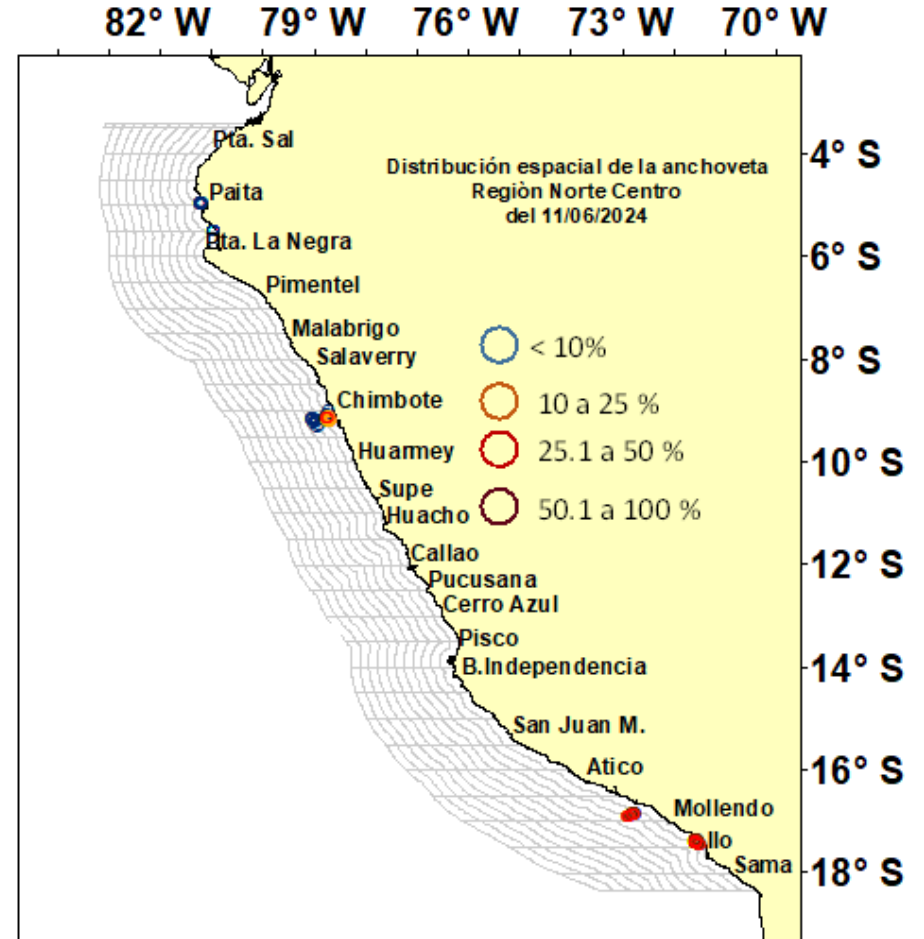 82° W 79° W 76° W 73° W 70° W
Pta. Sal
4° S
Distribución espacial de la anchoveta
Regiòn Norte Centro
del 11/06/2024
Paita
Pta. La Negra
6° S
Pimentel
Malabrigo
Salaverry
< 10%
8° S
Chimbote
10 a 25 %
Huarmey
25.1 a 50 %
10° S
Supe
Huacho
50.1 a 100 %
Callao
12° S
Pucusana
Cerro Azul
Pisco
B.Independencia
14° S
San Juan M.
Atico
16° S
Mollendo
Ilo
Sama
18° S